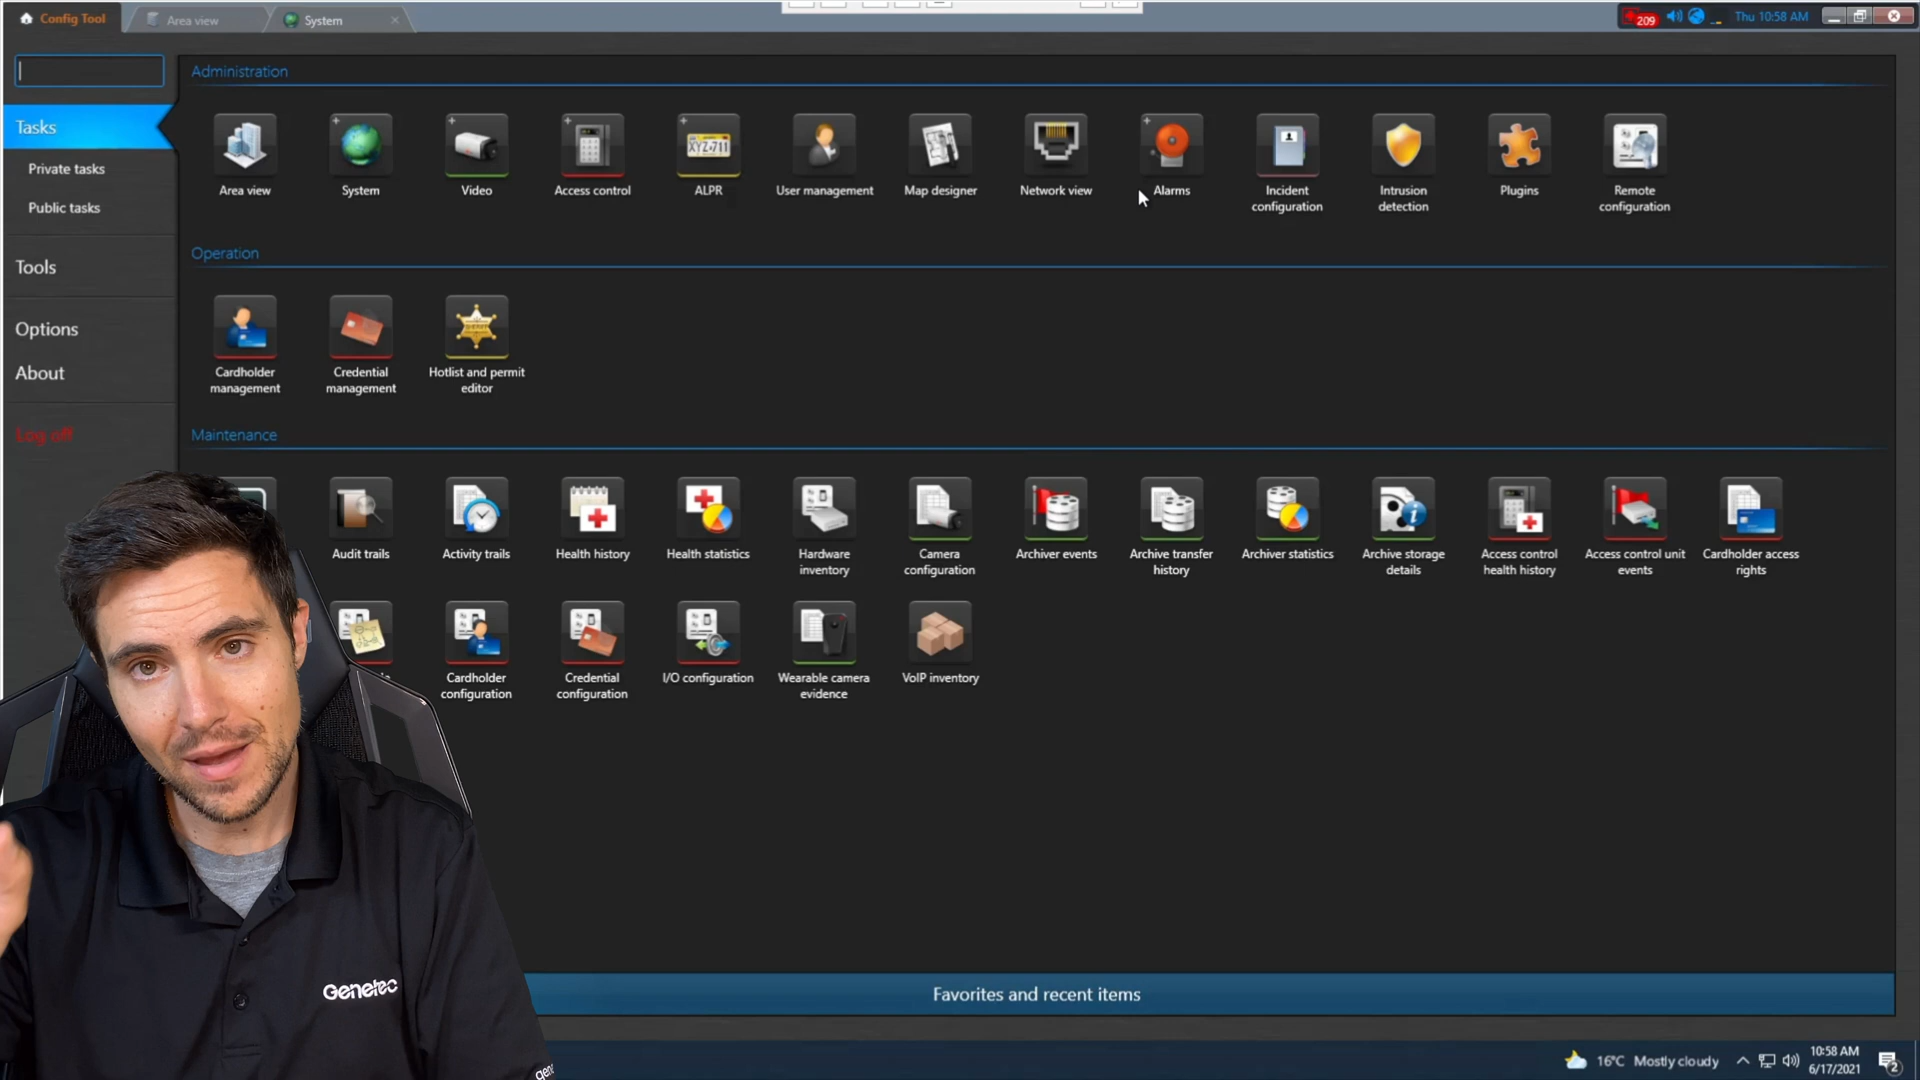 Config Tool
Area view
System
209
Thu 10:58 AM
Administration
Tasks
Private tasks
Public tasks
Tools
Options
About
Log off
Area view
System
Video
Access control
XYZ•711
ALPR
User management
Map designer
Network view
Alarms
Incident
configuration
Intrusion
detection
Plugins
Remote
configuration
Operation
Cardholder
management
Credential
management
SHERIFF
Hotlist and permit
editor
Maintenance
Audit trails
Activity trails
Health history
Health statistics
Hardware
inventory
Camera
configuration
Archiver events
Archive transfer
history
Archiver statistics
Archive storage
details
Access control
health history
Access control unit
events
Cardholder access
rights
Cardholder
configuration
Credential
configuration
I/O configuration
Wearable camera
evidence
VoIP inventory
Genetec
Favorites and recent items
16°C Mostly cloudy
10:58 AM
6/17/2021
2